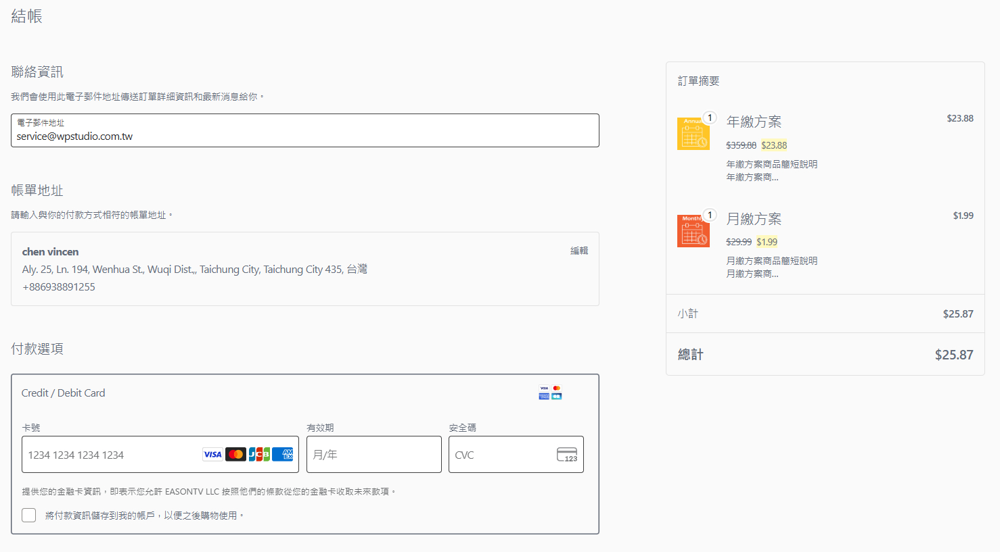 結帳
聯絡資訊
我們會使用此電子郵件地址傳送訂單詳細資訊和最新消息給你。
電子郵件地址
service@wpstudio.com.tw
帳單地址
請輸入與你的付款方式相符的帳單地址。
chen vincen
編輯
Aly. 25, Ln. 194, Wenhua St., Wuqi Dist.,, Taichung City, Taichung City 435, 台灣
+886938891255
付款選項
Credit / Debit Card
VISA
卡號
有效期
安全碼
1234 1234 1234 1234
VISA
JCB
AM
EX
月/年
CVC
123
提供您的金融卡資訊，即表示您允許 EASONTV LLC 按照他們的條款從您的金融卡收取未來款項。
將付款資訊儲存到我的帳戶，以便之後購物使用。
訂單摘要
Annual
1
年繳方案
$23.88
$359.88 $23.88
年繳方案商品簡短說明
年繳方案商...
Monthly
1
月繳方案
$1.99
$29.99 $1.99
月繳方案商品簡短說明
月繳方案商...
小計
$25.87
總計
$25.87